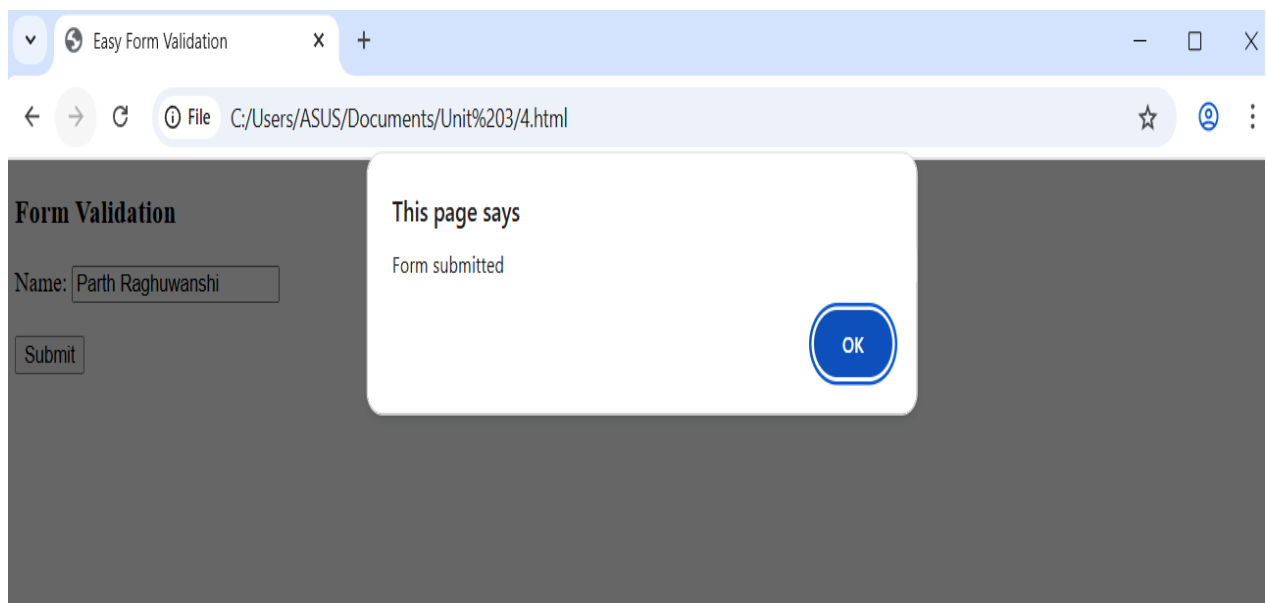 Easy Form Validation
File C:/Users/ASUS/Documents/Unit%203/4.html
This page says
Form submitted
OK
Form Validation
Name: Parth Raghuwanshi
Submit